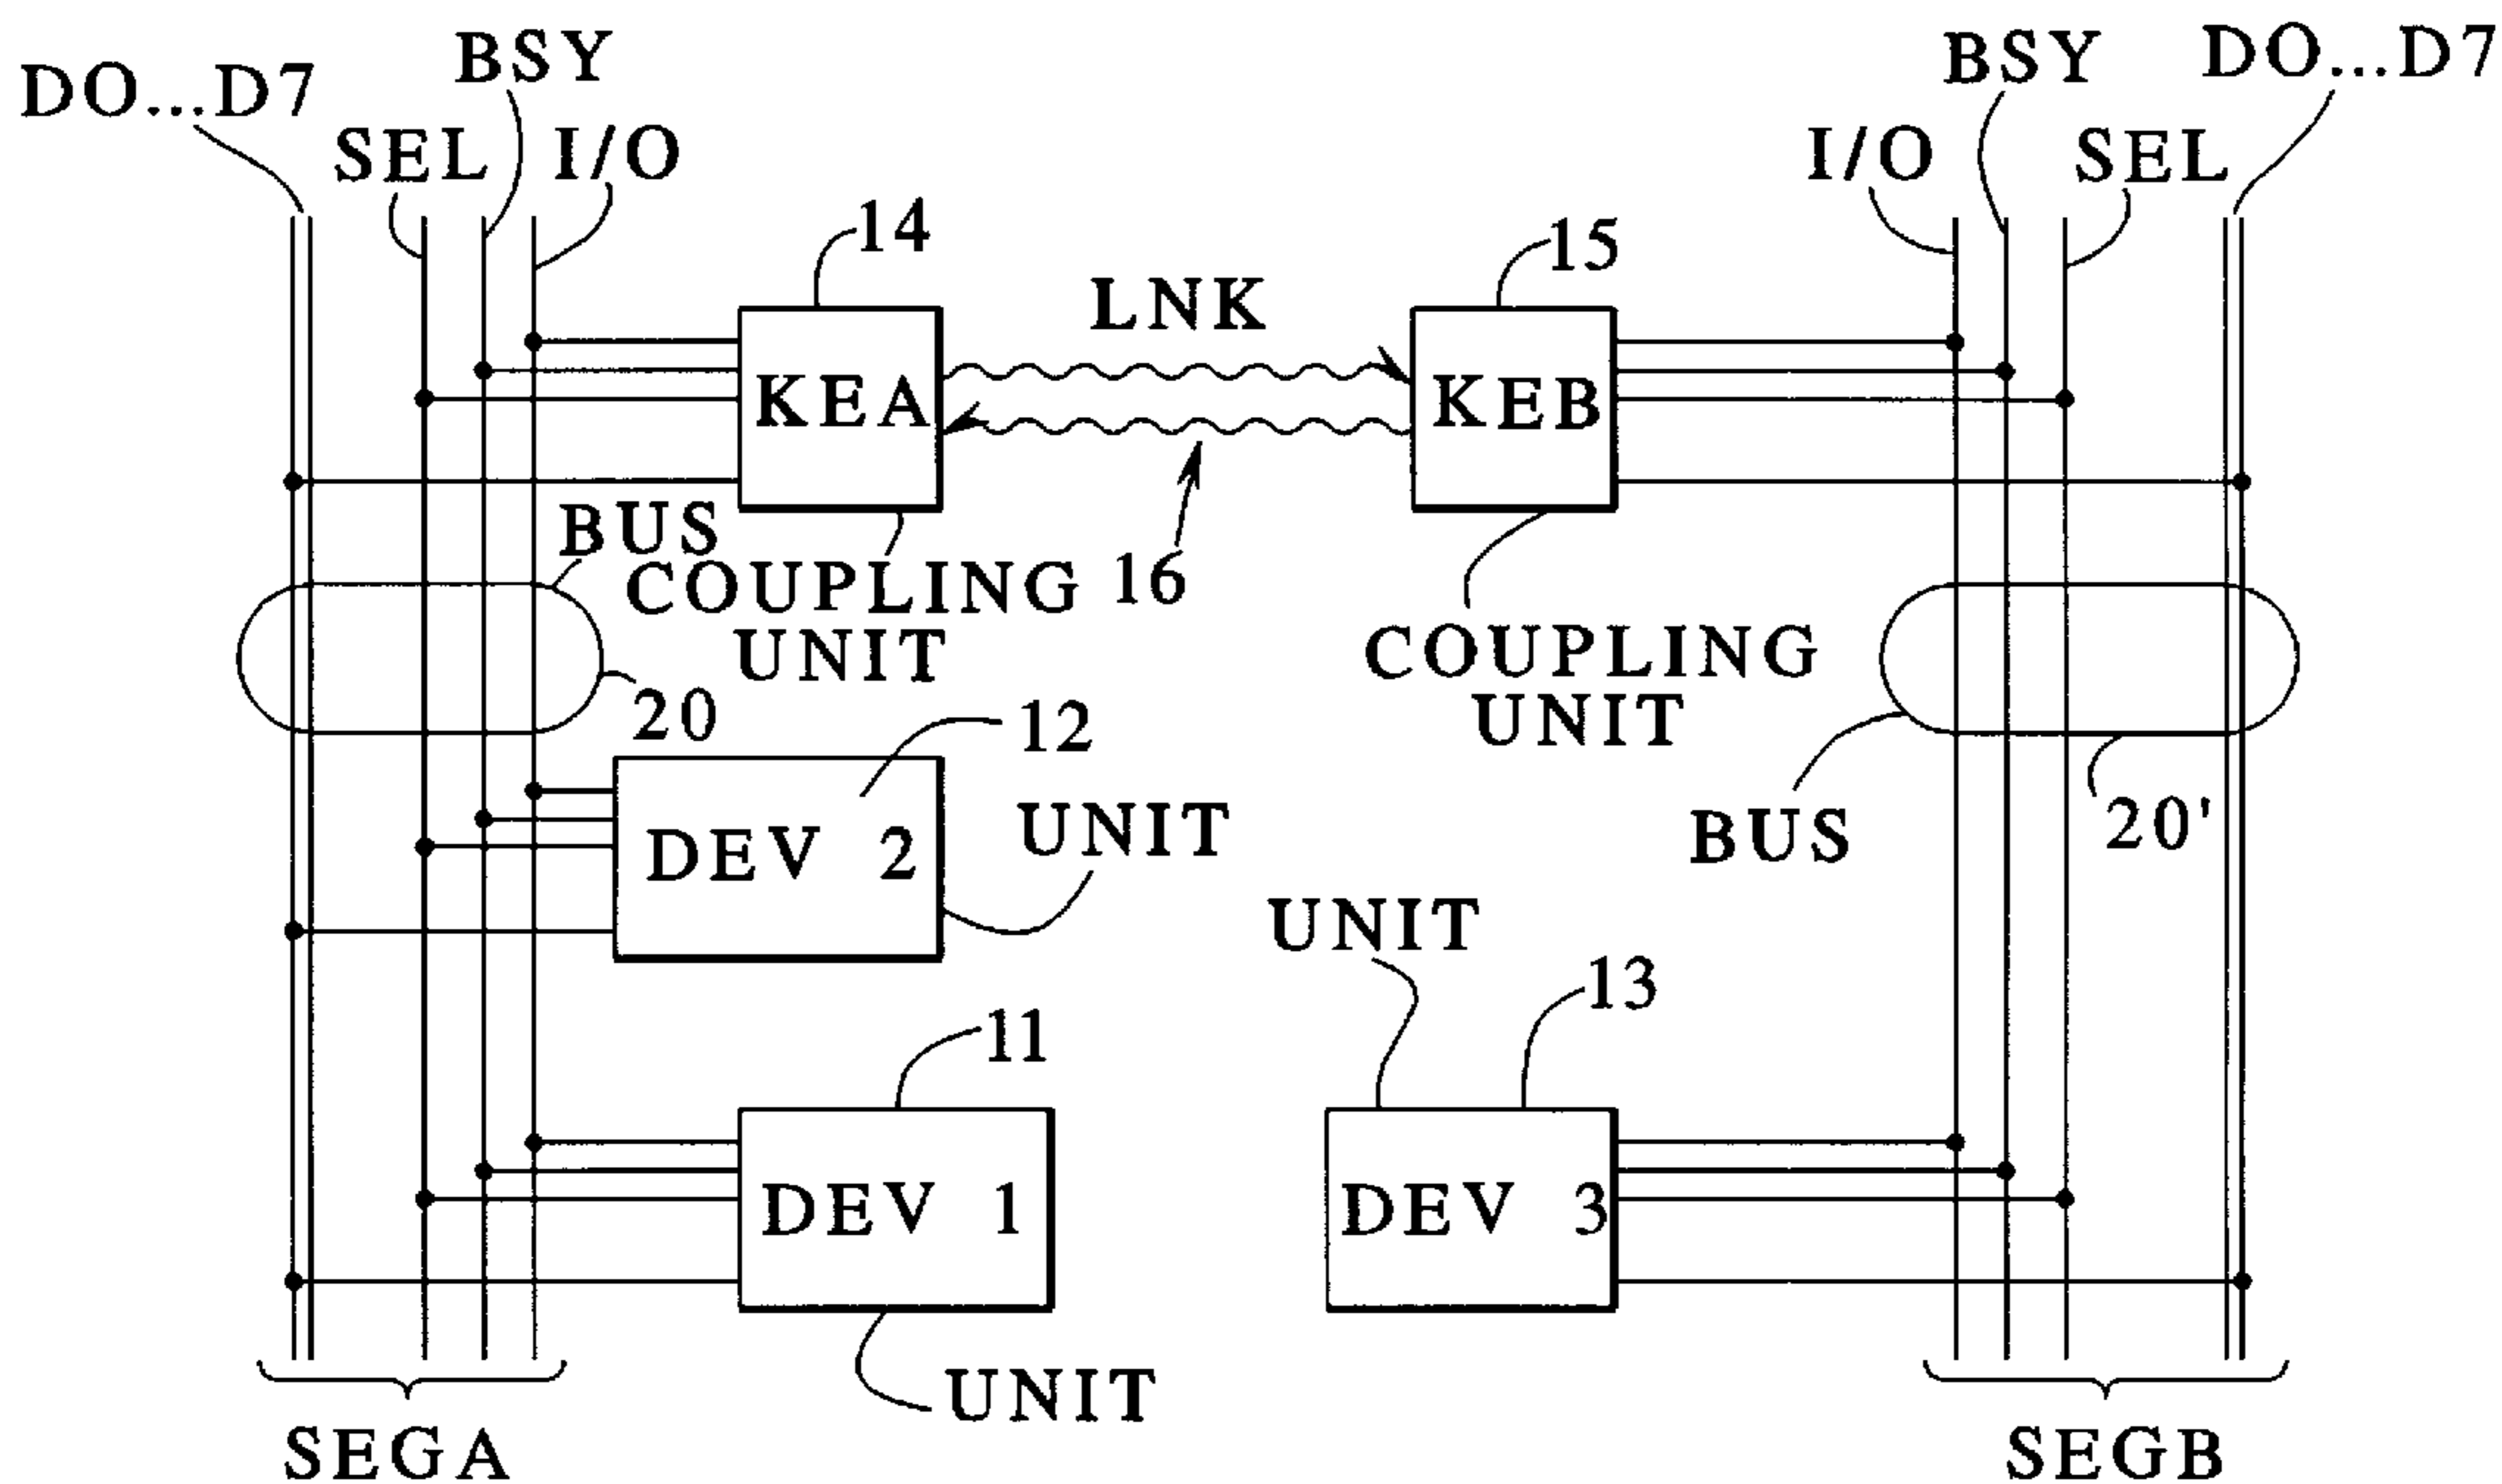 BSY
DO...D7
SEL
I/O
BSY
DO...D7
I/O
SEL
14
15
LNK
KEA
KEB
BUS
COUPLING
UNIT
16
COUPLING
UNIT
20
12
DEV 2
UNIT
BUS
20'
UNIT
13
11
DEV 1
DEV 3
UNIT
SEGA
SEGB